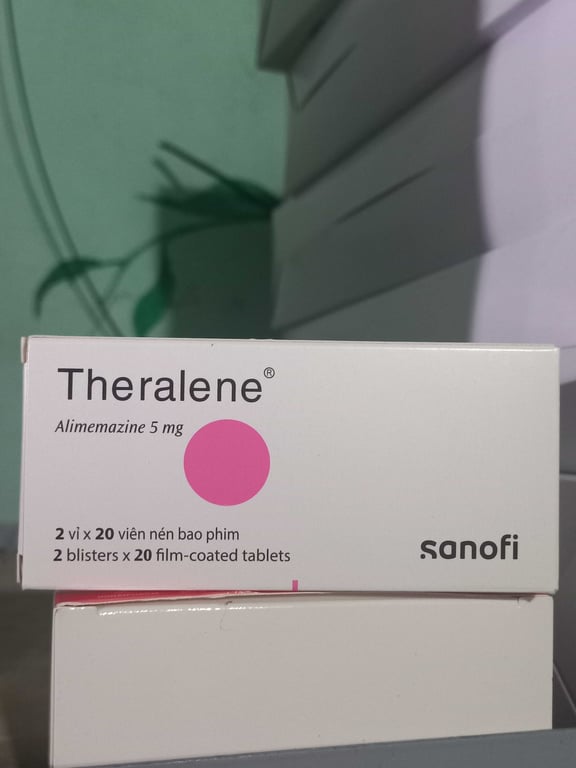 Theralene®
Alimemazine 5 mg
2 vỉ x 20 viên nén bao phim
2 blisters x 20 film-coated tablets
sanofi